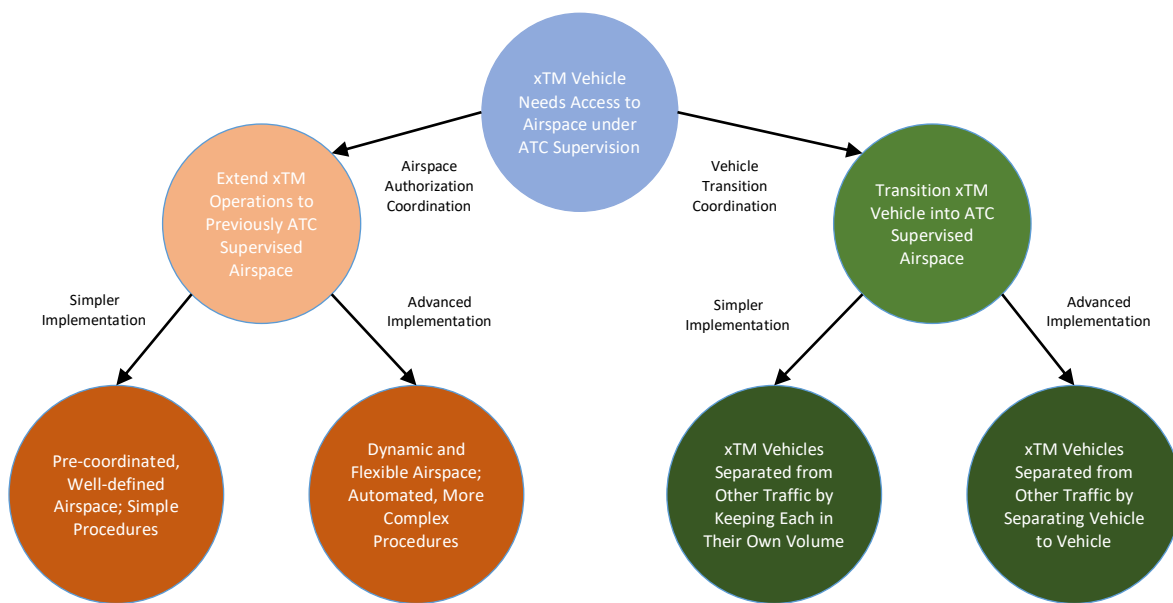 xTM Vehicle
Needs Access to
Airspace under
ATC Supervision
Airspace
Authorization
Coordination
Vehicle
Transition
Coordination
Extend xTM
Operations to
Previously ATC
Supervised
Airspace
Transition xTM
Vehicle into ATC
Supervised
Airspace
Simpler
Implementation
Advanced
Implementation
Simpler
Implementation
Advanced
Implementation
Pre-coordinated,
Well-defined
Airspace; Simple
Procedures
Dynamic and
Flexible Airspace;
Automated, More
Complex
Procedures
xTM Vehicles
Separated from
Other Traffic by
Keeping Each in
Their Own Volume
xTM Vehicles
Separated from
Other Traffic by
Separating Vehicle
to Vehicle